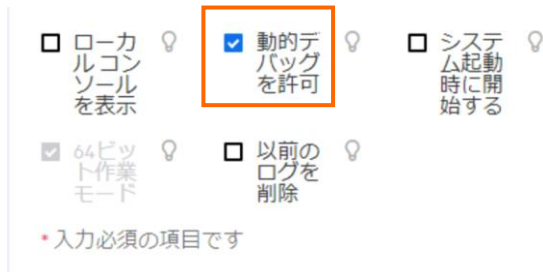 ローカ
ル コン
ソール
を表示
動的デ
バッグ
を許可
システ
ム起動
時に開
始する
64ビッ
ト作業
モード
以前の
ログを
削除
* 入力必須の項目です